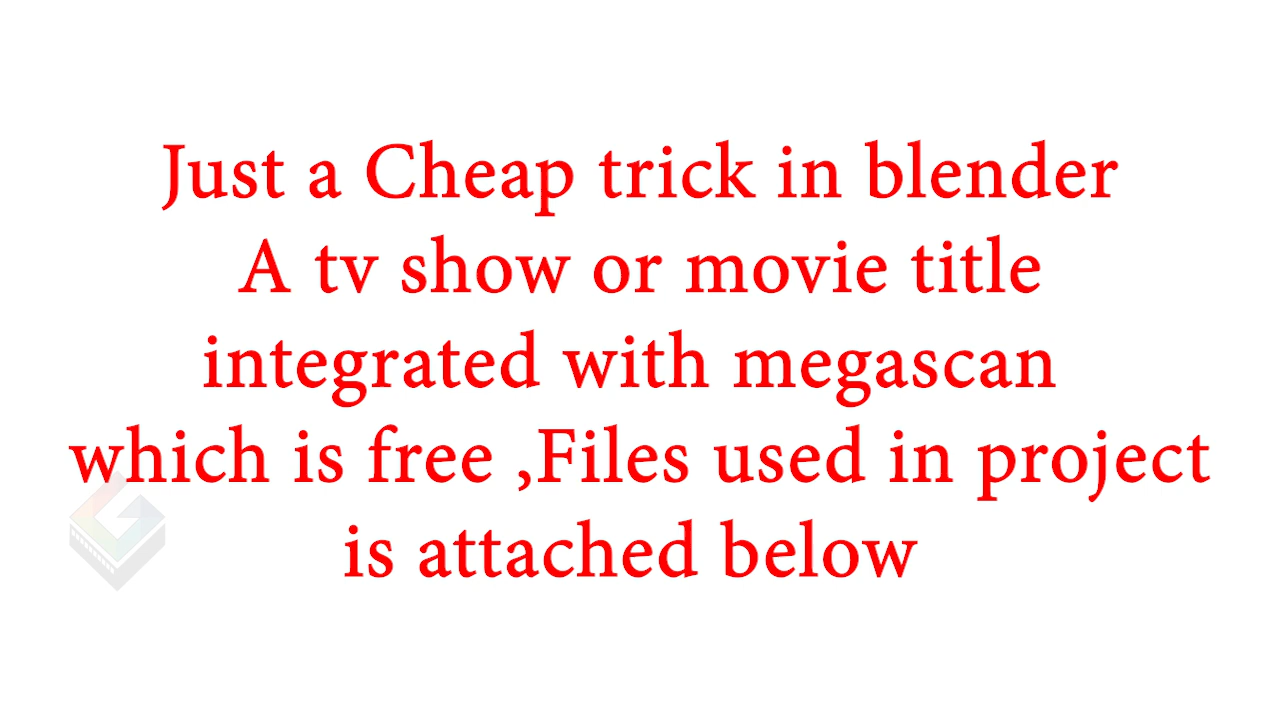 Just a Cheap trick in blender
A tv show or movie title
integrated with megascan
which is free ,Files used in project
is attached below